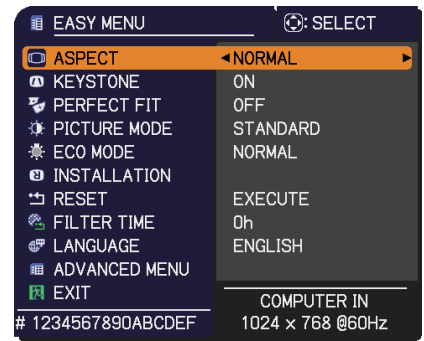 EASY MENU : SELECT
ASPECT NORMAL
KEYSTONE ON
PERFECT FIT OFF
PICTURE MODE STANDARD
ECO MODE NORMAL
INSTALLATION
RESET EXECUTE
FILTER TIME 0h
LANGUAGE ENGLISH
ADVANCED MENU
EXIT
COMPUTER IN
# 1234567890ABCDEF 1024 x 768 @60Hz